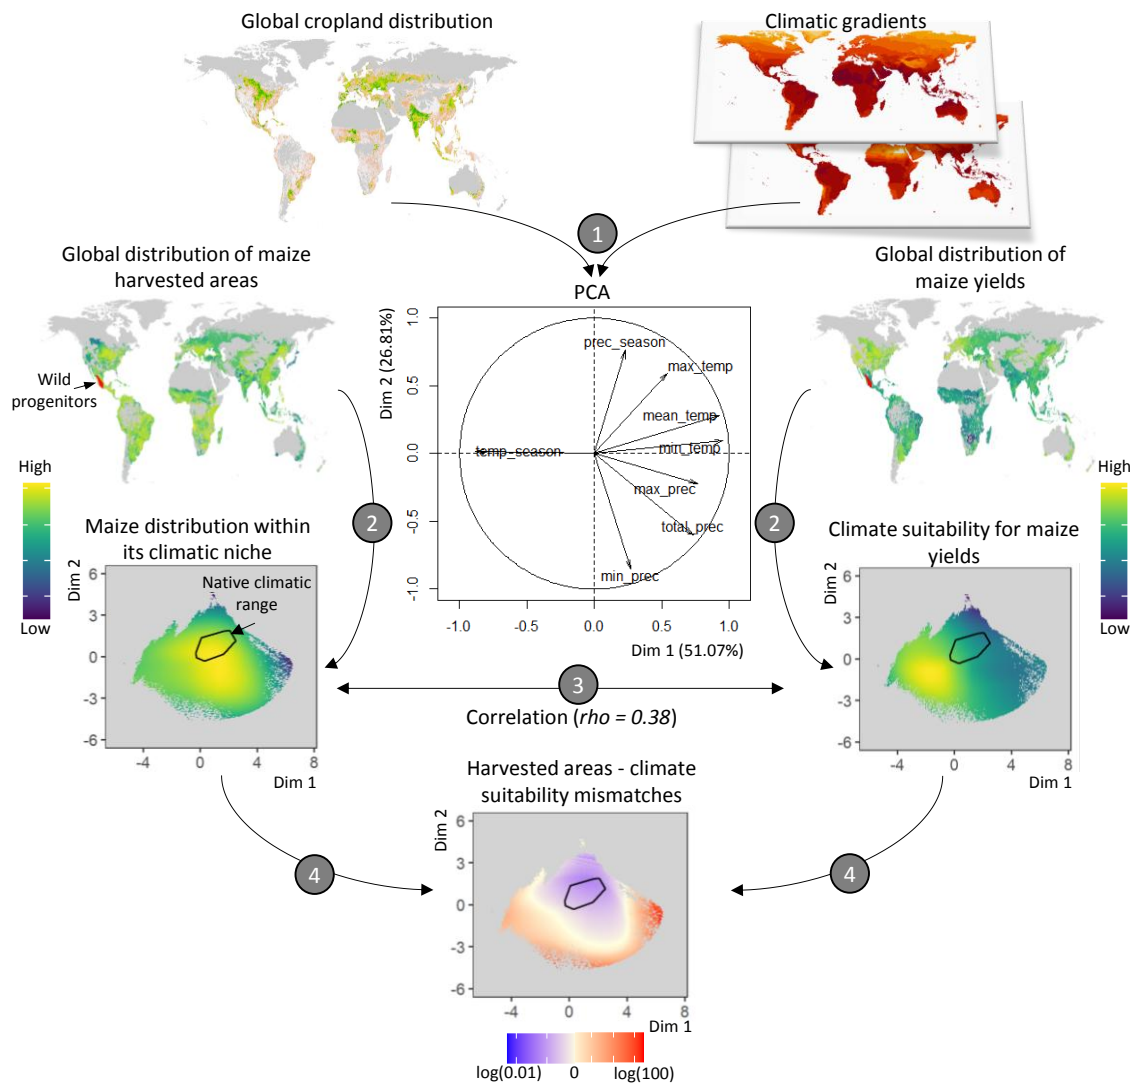 Global cropland distribution
Climatic gradients
1
Global distribution of maize
harvested areas
Global distribution of
maize yields
PCA
Wild
progenitors
Dim 2 (26.81%)
1.0
0.5
0.0
-0.5
-1.0
prec_season
max_temp
mean_temp
temp_season
min_temp
max_prec
total_prec
min_prec
-1.0 -0.5 0.0 0.5 1.0
Dim 1 (51.07%)
High
Low
High
Low
2
2
Maize distribution within
its climatic niche
Dim 2
6
3
0
-3
-6
Native climatic
range
-4 0 4 8
Dim 1
Climate suitability for maize
yields
Dim 2
6
3
0
-3
-6
-4 0 4 8
Dim 1
3
Correlation (rho = 0.38)
Harvested areas - climate
suitability mismatches
4
4
Dim 2
6
3
0
-3
-6
-4 0 4 8
Dim 1
log(0.01) 0 log(100)